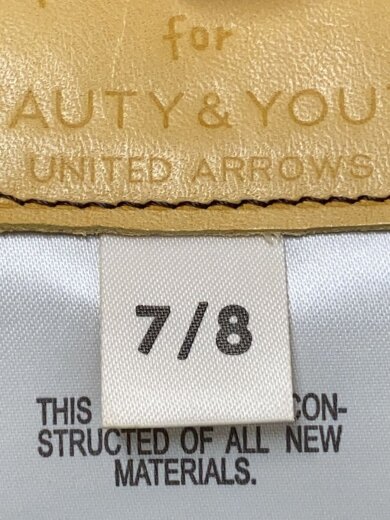 for
AUTY & YOU
UNITED ARROWS
7/8
THIS CON-
STRUCTED OF ALL NEW
MATERIALS.